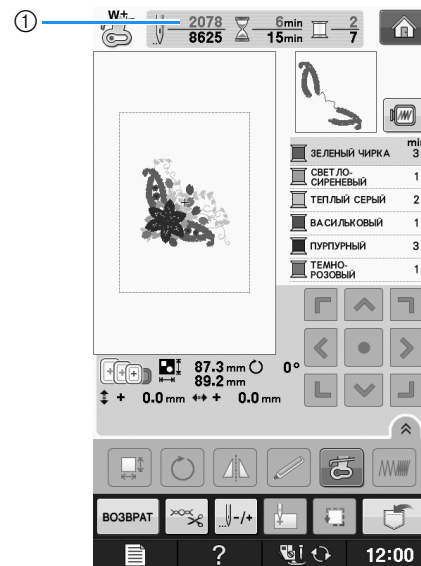 W+
① 2078 6min 2
8625 15min 7
min
ЗЕЛЕНЫЙ ЧИРКА 3
СВЕТЛО-
СИРЕНЕВЫЙ 1
ТЕПЛЫЙ СЕРЫЙ 2
ВАСИЛЬКОВЫЙ 1
ПУРПУРНЫЙ 3
ТЕМНО-
РОЗОВЫЙ 1
87.3 mm 0°
89.2 mm
+ 0.0 mm + 0.0 mm
ВОЗВРАТ -/+
? 12:00